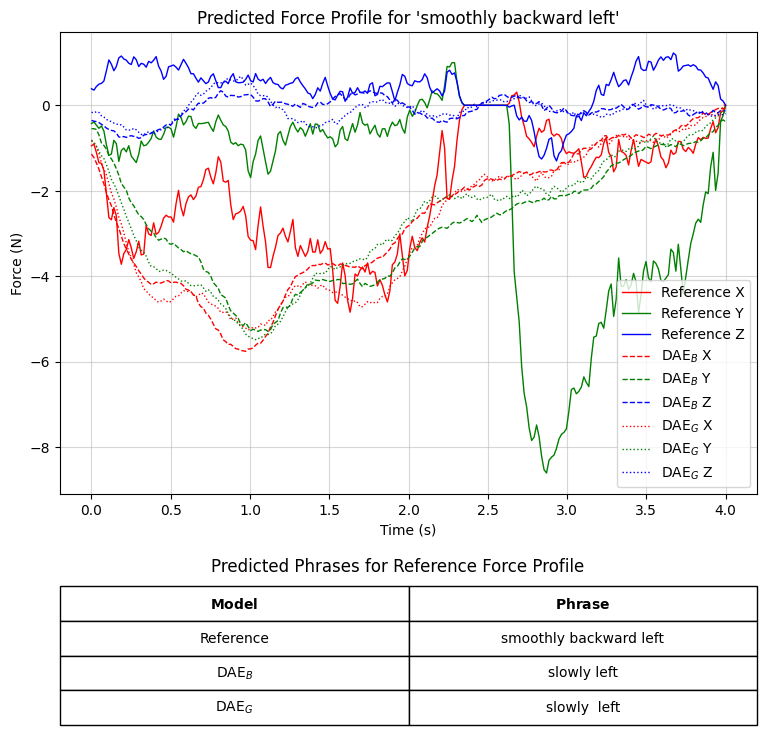 Predicted Force Profile for 'smoothly backward left'
Force (N)
0
−2
−4
−6
−8
Reference X
Reference Y
Reference Z
DAE_B X
DAE_B Y
DAE_B Z
DAE_G X
DAE_G Y
DAE_G Z
0.0 0.5 1.0 1.5 2.0 2.5 3.0 3.5 4.0
Time (s)
Predicted Phrases for Reference Force Profile
Model Phrase
Reference smoothly backward left
DAE_B slowly left
DAE_G slowly  left